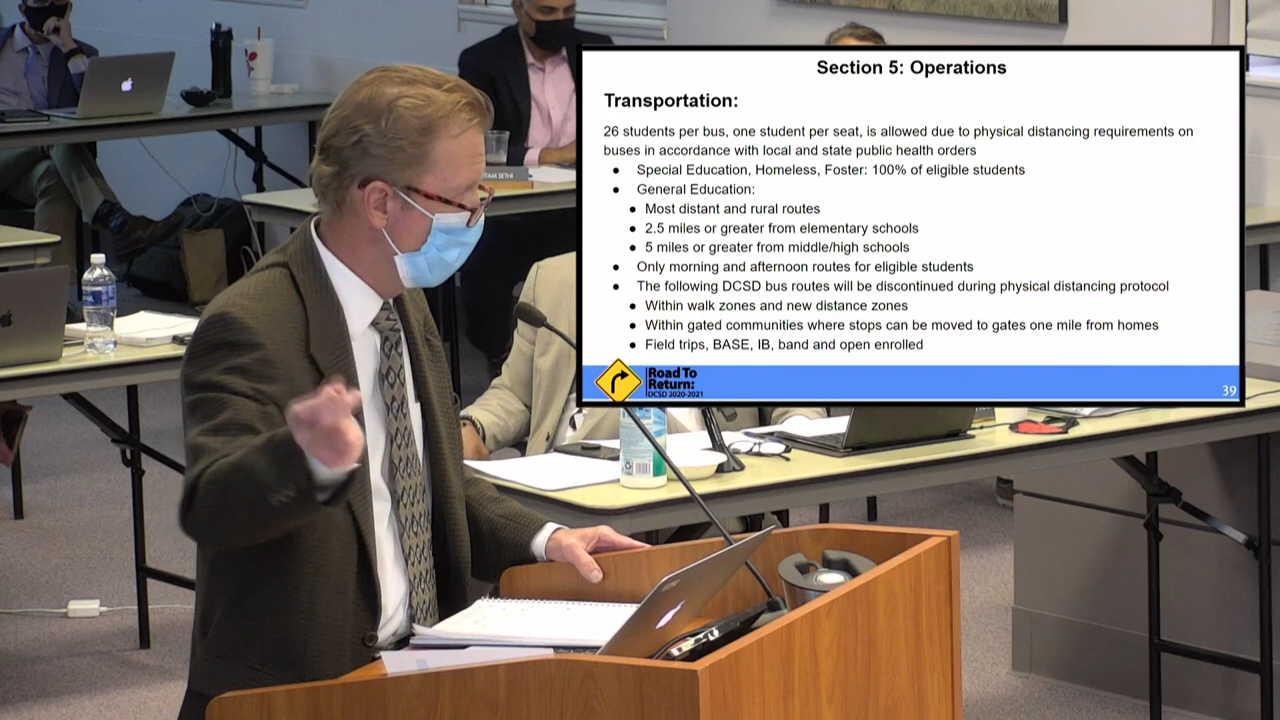 Section 5: Operations
Transportation:
26 students per bus, one student per seat, is allowed due to physical distancing requirements on
buses in accordance with local and state public health orders
● Special Education, Homeless, Foster: 100% of eligible students
● General Education:
● Most distant and rural routes
● 2.5 miles or greater from elementary schools
● 5 miles or greater from middle/high schools
● Only morning and afternoon routes for eligible students
● The following DCSD bus routes will be discontinued during physical distancing protocol
● Within walk zones and new distance zones
● Within gated communities where stops can be moved to gates one mile from homes
● Field trips, BASE, IB, band and open enrolled
Road To
Return:
DCSD 2020-2021
39
SETHI